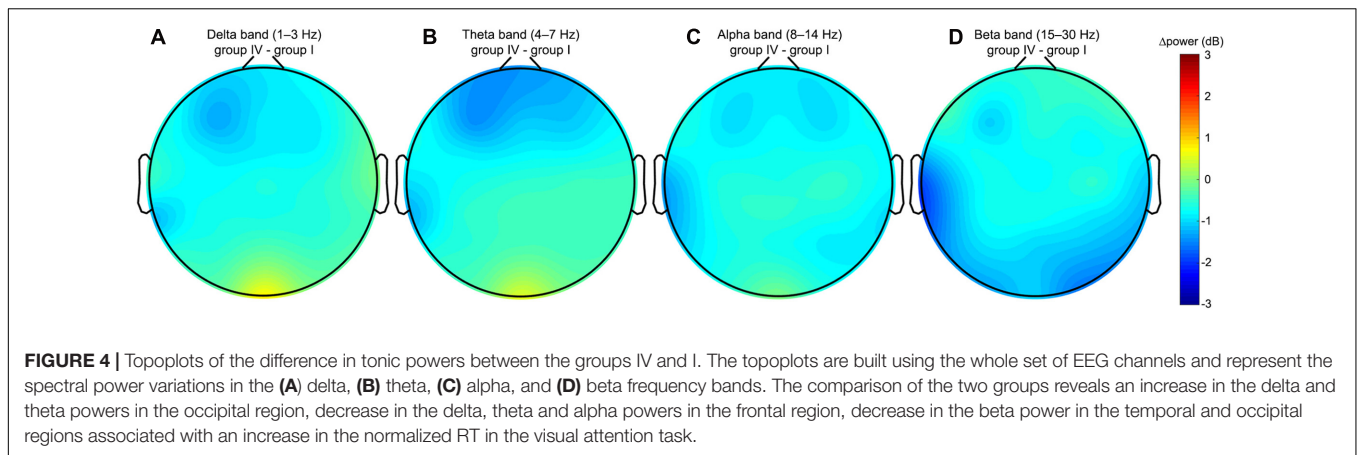 A
Delta band (1–3 Hz)
group IV - group I
B
Theta band (4–7 Hz)
group IV - group I
C
Alpha band (8–14 Hz)
group IV - group I
D
Beta band (15–30 Hz)
group IV - group I
Δpower (dB)
3
2
1
0
-1
-2
-3
FIGURE 4 | Topoplots of the difference in tonic powers between the groups IV and I. The topoplots are built using the whole set of EEG channels and represent the
spectral power variations in the (A) delta, (B) theta, (C) alpha, and (D) beta frequency bands. The comparison of the two groups reveals an increase in the delta and
theta powers in the occipital region, decrease in the delta, theta and alpha powers in the frontal region, decrease in the beta power in the temporal and occipital
regions associated with an increase in the normalized RT in the visual attention task.